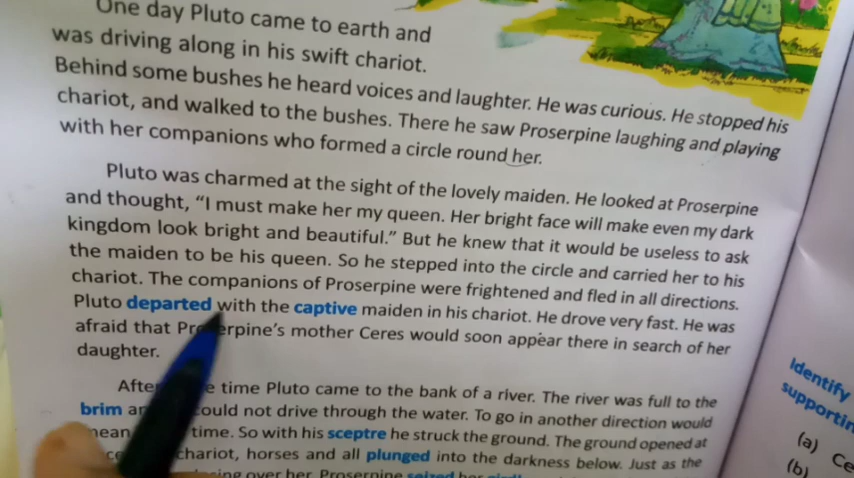 One day Pluto came to earth and
was driving along in his swift chariot.
Behind some bushes he heard voices and laughter. He was curious. He stopped his
chariot, and walked to the bushes. There he saw Proserpine laughing and playing
with her companions who formed a circle round her.
Pluto was charmed at the sight of the lovely maiden. He looked at Proserpine
and thought, “I must make her my queen. Her bright face will make even my dark
kingdom look bright and beautiful.” But he knew that it would be useless to ask
the maiden to be his queen. So he stepped into the circle and carried her to his
chariot. The companions of Proserpine were frightened and fled in all directions.
Pluto departed with the captive maiden in his chariot. He drove very fast. He was
afraid that Proserpine’s mother Ceres would soon appear there in search of her
daughter.
time Pluto came to the bank of a river. The river was full to the
brim could not drive through the water. To go in another direction would
time. So with his sceptre he struck the ground. The ground opened at
chariot, horses and all plunged into the darkness below. Just as the
over her, Proserpine seized her
Identify
(a) Ce
(b)